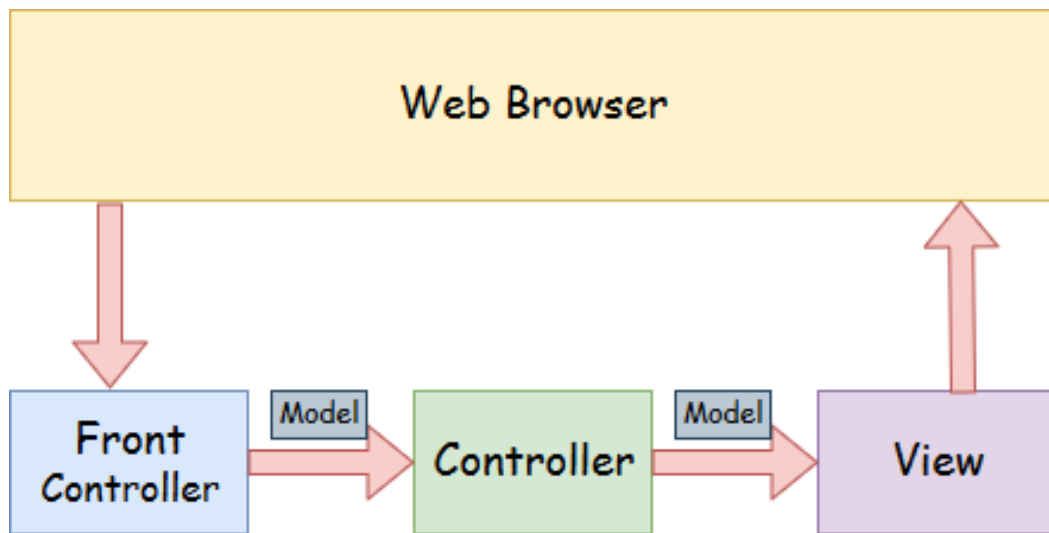 Web Browser
Front
Controller
Model
Controller
Model
View